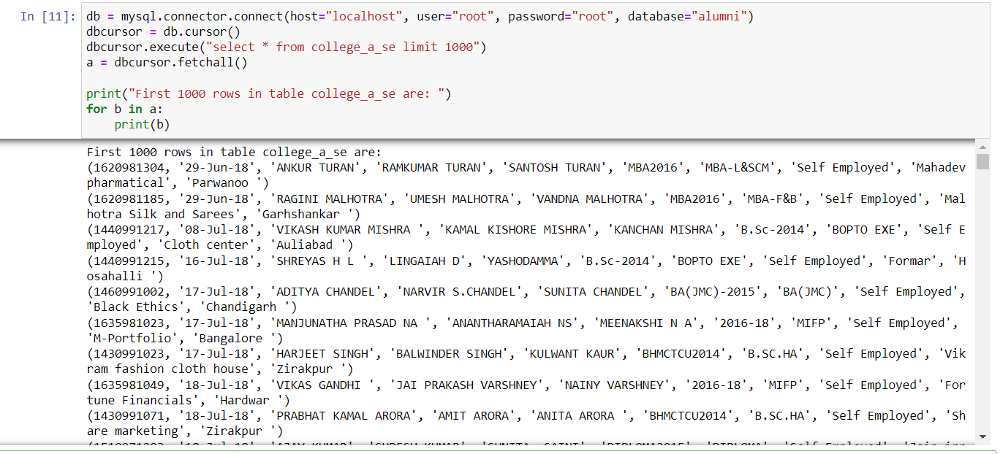 In [11]: db = mysql.connector.connect(host="localhost", user="root", password="root", database="alumni")
dbcursor = db.cursor()
dbcursor.execute("select * from college_a_se limit 1000")
a = dbcursor.fetchall()
print("First 1000 rows in table college_a_se are: ")
for b in a:
    print(b)
First 1000 rows in table college_a_se are:
(1620981304, '29-Jun-18', 'ANKUR TURAN', 'RAMKUMAR TURAN', 'SANTOSH TURAN', 'MBA2016', 'MBA-L&SCM', 'Self Employed', 'Mahadev
pharmatical', 'Parwanoo ')
(1620981185, '29-Jun-18', 'RAGINI MALHOTRA', 'UMESH MALHOTRA', 'VANDNA MALHOTRA', 'MBA2016', 'MBA-F&B', 'Self Employed', 'Mal
hotra Silk and Sarees', 'Garhshankar ')
(1440991217, '08-Jul-18', 'VIKASH KUMAR MISHRA ', 'KAMAL KISHORE MISHRA', 'KANCHAN MISHRA', 'B.Sc-2014', 'BOPTO EXE', 'Self E
mployed', 'Cloth center', 'Auliabad ')
(1440991215, '16-Jul-18', 'SHREYAS H L ', 'LINGAIAH D', 'YASHODAMMA', 'B.Sc-2014', 'BOPTO EXE', 'Self Employed', 'Formar', 'H
osahalli ')
(1460991002, '17-Jul-18', 'ADITYA CHANDEL', 'NARVIR S.CHANDEL', 'SUNITA CHANDEL', 'BA(JMC)-2015', 'BA(JMC)', 'Self Employed',
'Black Ethics', 'Chandigarh ')
(1635981023, '17-Jul-18', 'MANJUNATHA PRASAD NA ', 'ANANTHARAMAIAH NS', 'MEENAKSHI N A', '2016-18', 'MIFP', 'Self Employed',
'M-Portfolio', 'Bangalore ')
(1430991023, '17-Jul-18', 'HARJEET SINGH', 'BALWINDER SINGH', 'KULWANT KAUR', 'BHMCTCU2014', 'B.SC.HA', 'Self Employed', 'Vik
ram fashion cloth house', 'Zirakpur ')
(1635981049, '18-Jul-18', 'VIKAS GANDHI ', 'JAI PRAKASH VARSHNEY', 'NAINY VARSHNEY', '2016-18', 'MIFP', 'Self Employed', 'For
tune Financials', 'Hardwar ')
(1430991071, '18-Jul-18', 'PRABHAT KAMAL ARORA', 'AMIT ARORA', 'ANITA ARORA ', 'BHMCTCU2014', 'B.SC.HA', 'Self Employed', 'Sh
are marketing', 'Zirakpur ')